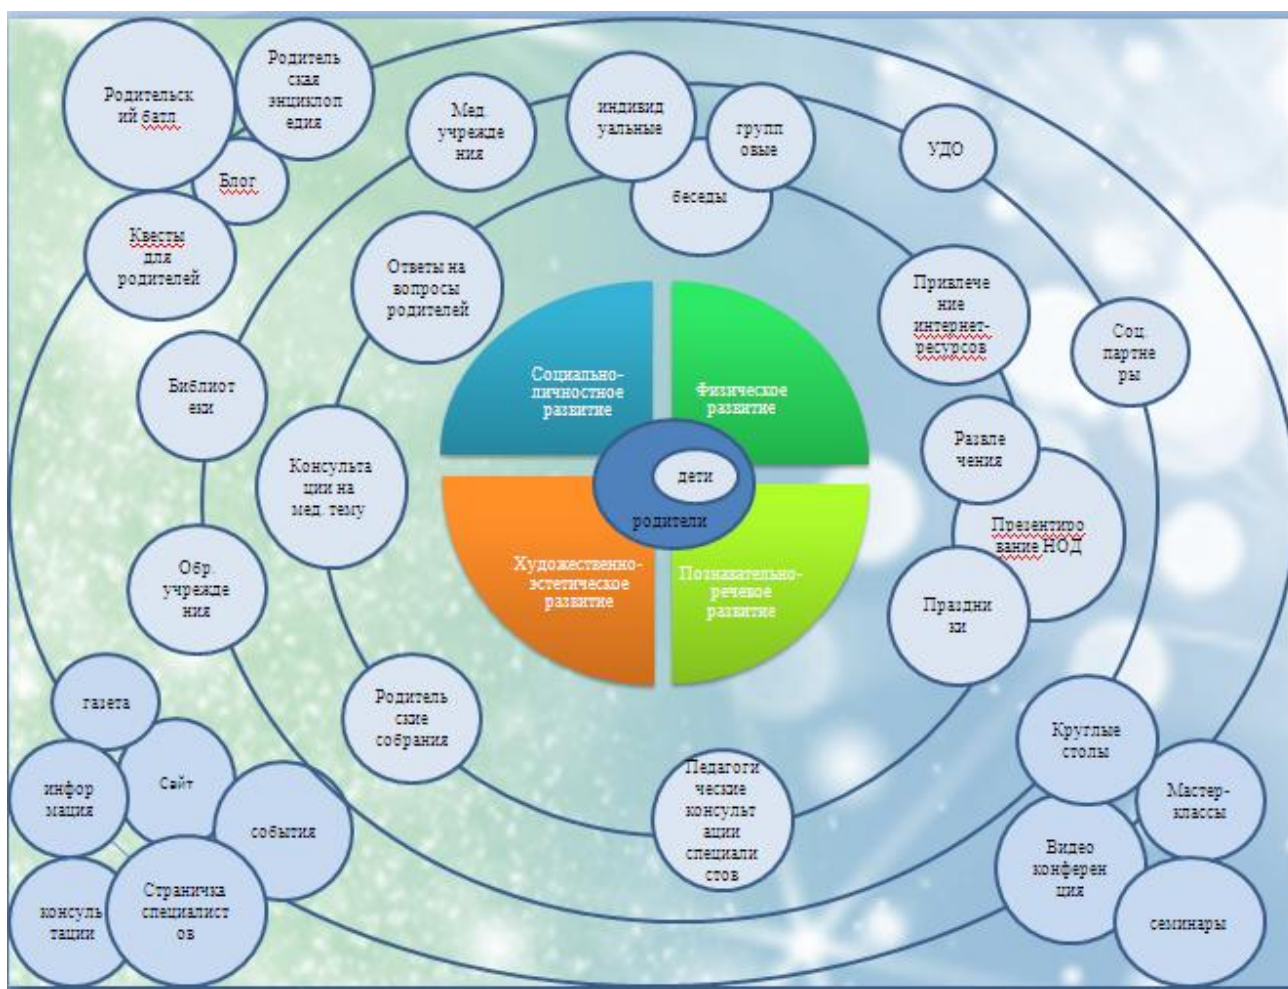 Родительск
ий батл
Родитель
ская
энциклоп
едия
Блог
Квесты
для
родителей
Мед.
учрежде
ния
индивид
уальные
групп
овые
беседы
УДО
Ответы на
вопросы
родителей
Привлече
ние
интернет-
ресурсов
Соц.
партне
ры
Библиот
еки
Социально-
личностное
развитие
Физическое
развитие
Развле
чения
Консульта
ции на
мед. тему
дети
родители
Презентиро
вание НОД
Обр.
учрежде
ния
Художественно-
эстетическое
развитие
Познавательно-
речевое
развитие
Праздни
ки
газета
Родитель
ские
собрания
Круглые
столы
инфор
мация
Сайт
события
Педагоги
ческие
консульт
ации
специали
стов
Мастер-
классы
Видео
конферен
ция
консуль
тации
Страничка
специалист
ов
семинары